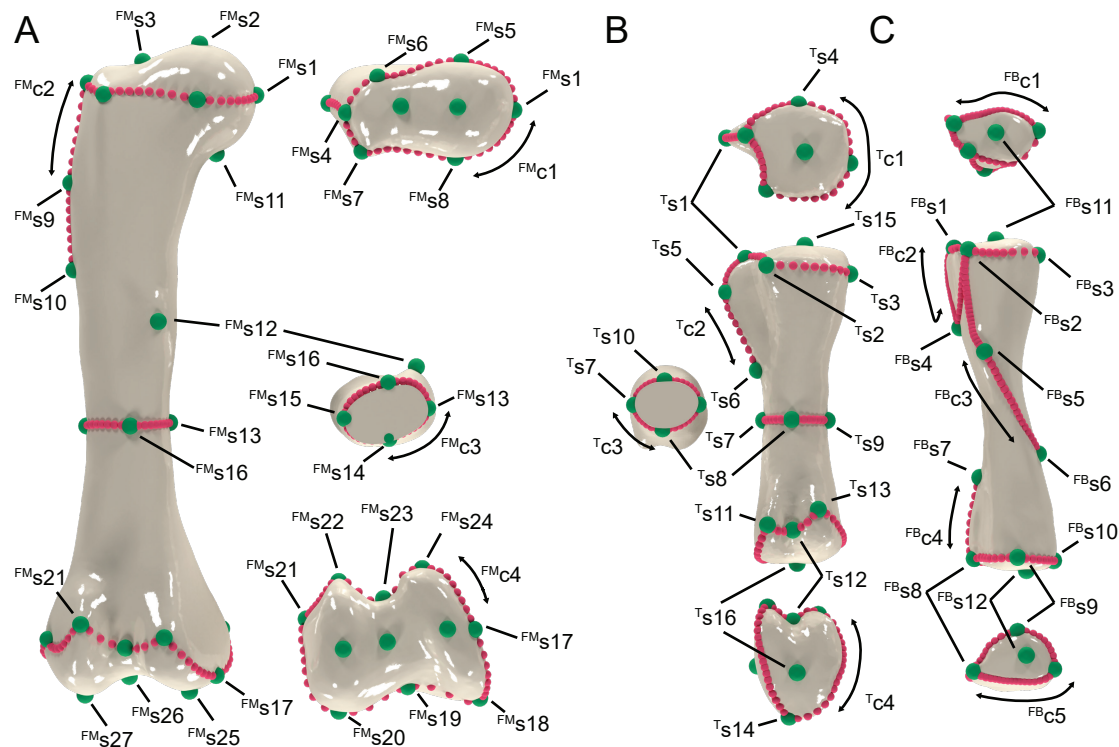 A
FMs3
FMs2
FMc2
FMs1
FMs9
FMs10
FMs11
FMs6
FMs5
FMs1
FMs4
FMs7
FMs8
FMc1
FMs12
FMs16
FMs15
FMs13
FMs14
FMc3
FMs13
FMs16
FMs21
FMs17
FMs26
FMs27
FMs25
FMs22
FMs23
FMs24
FMc4
FMs21
FMs17
FMs18
FMs19
FMs20
B
Ts4
Tc1
Ts1
Ts15
Ts5
Ts3
Ts2
Tc2
Ts10
Ts7
Ts6
Tc3
Ts7
Ts9
Ts8
Ts13
Ts11
Ts12
Ts16
Tc4
Ts14
C
FBc1
FBs11
FBs1
FBc2
FBs3
FBs2
FBs4
FBs5
FBc3
FBs7
FBs6
FBc4
FBs10
FBs8
FBs12
FBs9
FBc5